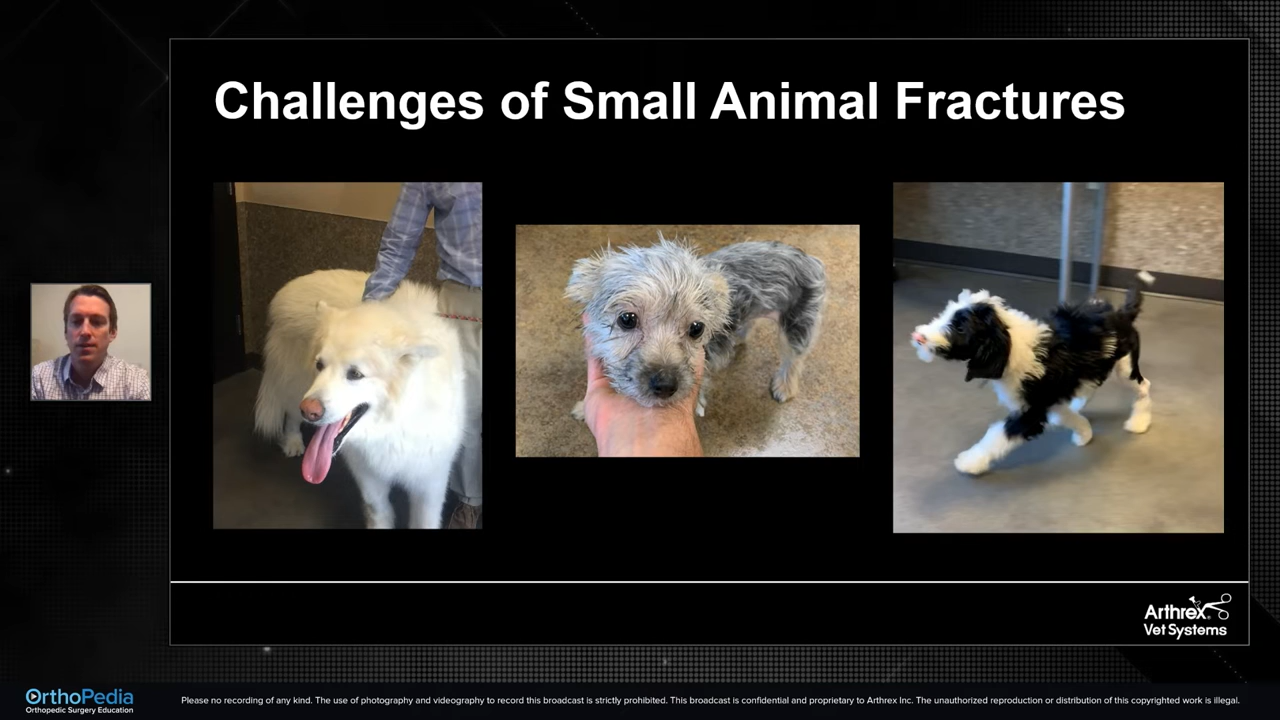 Challenges of Small Animal Fractures
Arthrex
Vet Systems
OrthoPedia
Orthopedic Surgery Education
Please no recording of any kind. The use of photography and videography to record this broadcast is strictly prohibited. This broadcast is confidential and proprietary to Arthrex Inc. The unauthorized reproduction or distribution of this copyrighted work is illegal.